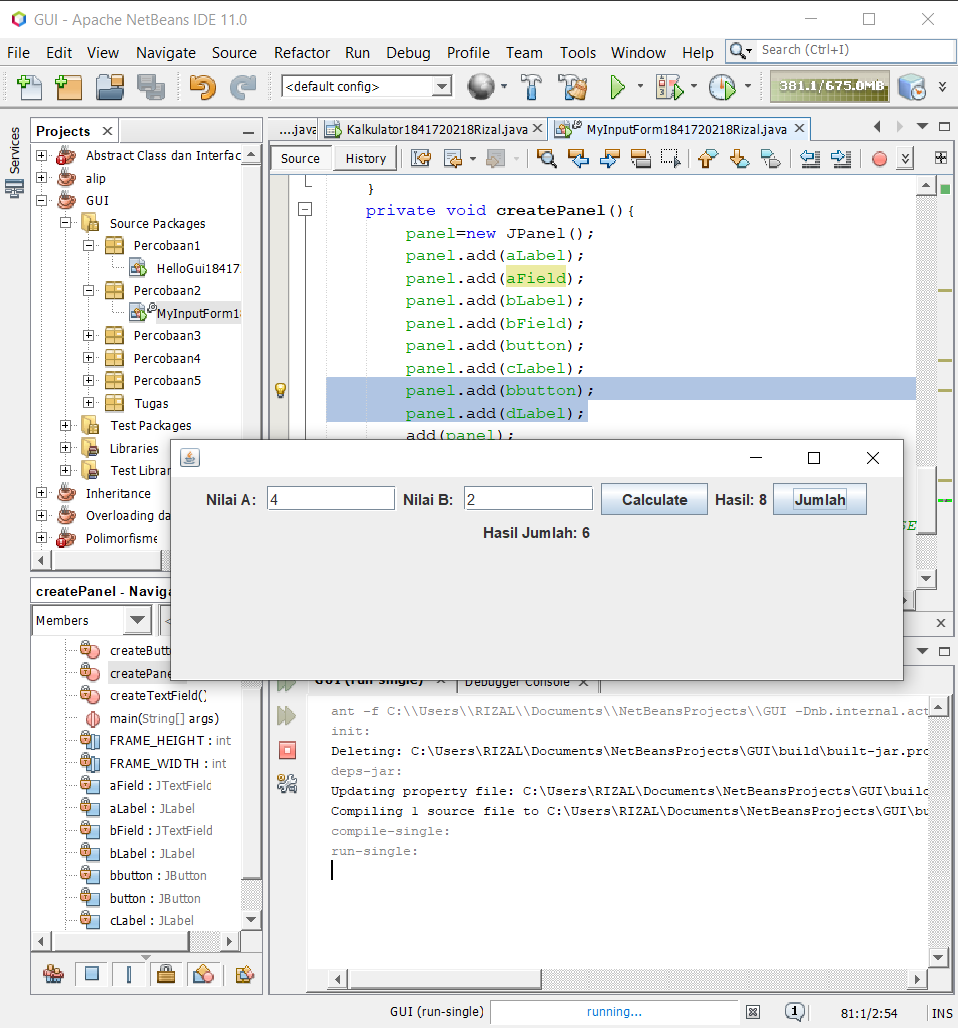 GUI - Apache NetBeans IDE 11.0
File Edit View Navigate Source Refactor Run Debug Profile Team Tools Window Help Search (Ctrl+I)
<default config> 381.1/675.0MB
Services
Projects
Abstract Class dan Interfac
alip
GUI
Source Packages
Percobaan1
HelloGui18417
Percobaan2
MyInputForm18
Percobaan3
Percobaan4
Percobaan5
Tugas
Test Packages
Libraries
Test Librar
Inheritance
Overloading da
Polimorfisme
....java Kalkulator1841720218Rizal.java MyInputForm1841720218Rizal.java
Source History
}
private void createPanel(){
panel=new JPanel();
panel.add(aLabel);
panel.add(aField);
panel.add(bLabel);
panel.add(bField);
panel.add(button);
panel.add(cLabel);
panel.add(bbutton);
panel.add(dLabel);
add(panel);
SE
Nilai A: 4 Nilai B: 2 Calculate Hasil: 8 Jumlah
Hasil Jumlah: 6
createPanel - Naviga
Members
createButt
createPane
createTextField()
main(String[] args)
FRAME_HEIGHT : int
FRAME_WIDTH : int
aField : JTextField
aLabel : JLabel
bField : JTextField
bLabel : JLabel
bbutton : JButton
button : JButton
cLabel : JLabel
GUI (run-single) Debugger Console
ant -f C:\\Users\\RIZAL\\Documents\\NetBeansProjects\\GUI -Dnb.internal.act
init:
Deleting: C:\Users\RIZAL\Documents\NetBeansProjects\GUI\build\built-jar.pro
deps-jar:
Updating property file: C:\Users\RIZAL\Documents\NetBeansProjects\GUI\build
Compiling 1 source file to C:\Users\RIZAL\Documents\NetBeansProjects\GUI\bu
compile-single:
run-single:
GUI (run-single) running... 81:1/2:54 INS